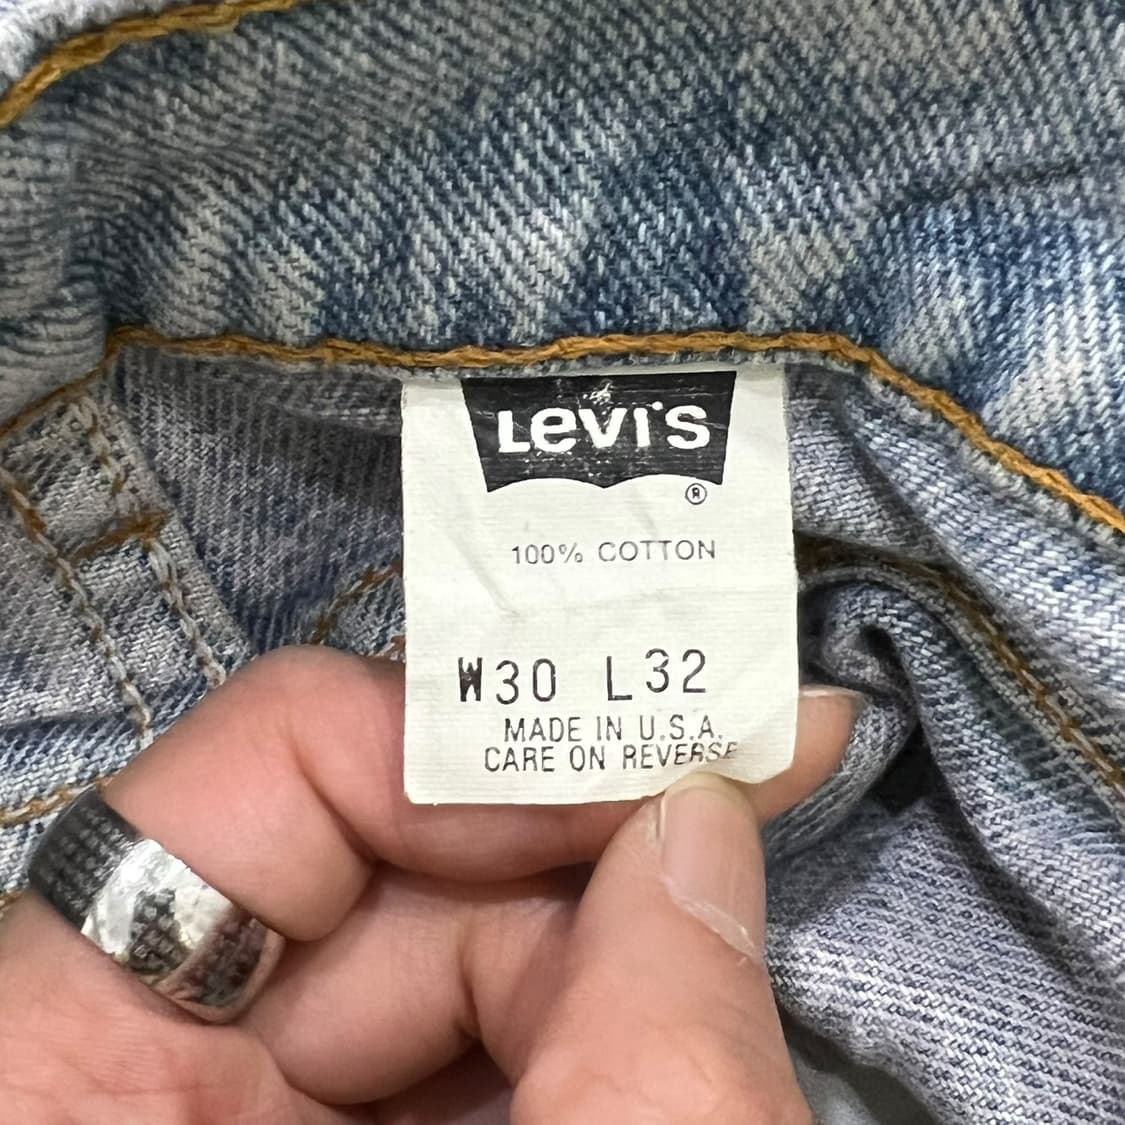 Levi's
®
100% COTTON
W30 L32
MADE IN U.S.A.
CARE ON REVERSE